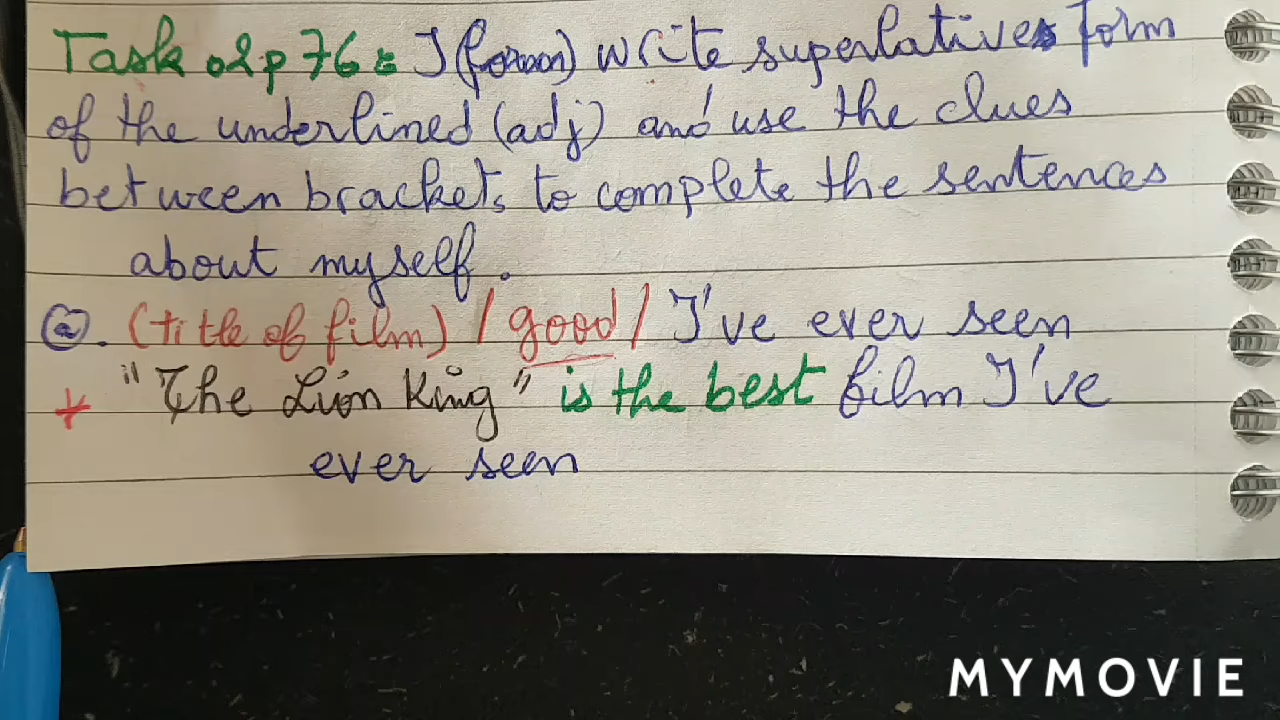 Task 02 p 76 : I (form) write superlatives form
of the underlined (adj) and use the clues
between brackets to complete the sentences
about myself.
a. (title of film) / good / I've ever seen
* "The Lion King" is the best film I've
ever seen
MYMOVIE